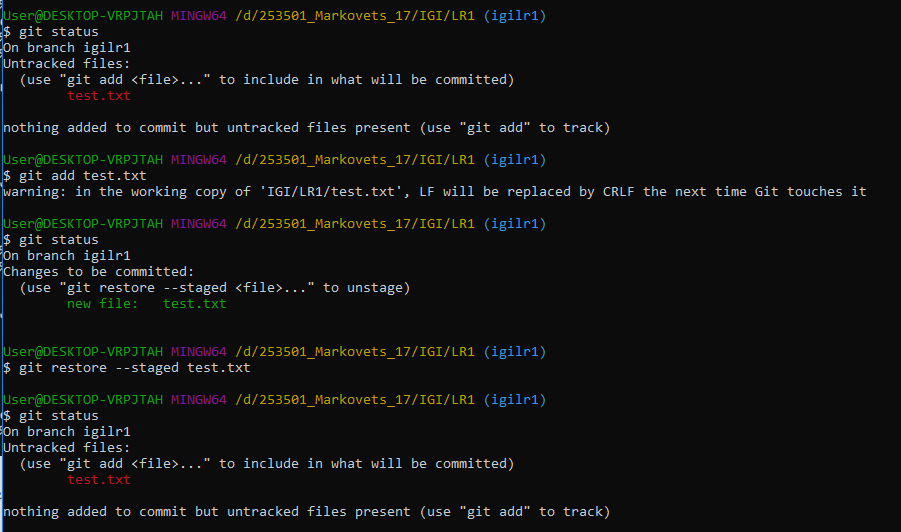 User@DESKTOP-VRPJTAH MINGW64 /d/253501_Markovets_17/IGI/LR1 (igilr1)
$ git status
On branch igilr1
Untracked files:
  (use "git add <file>..." to include in what will be committed)
        test.txt

nothing added to commit but untracked files present (use "git add" to track)

User@DESKTOP-VRPJTAH MINGW64 /d/253501_Markovets_17/IGI/LR1 (igilr1)
$ git add test.txt
warning: in the working copy of 'IGI/LR1/test.txt', LF will be replaced by CRLF the next time Git touches it

User@DESKTOP-VRPJTAH MINGW64 /d/253501_Markovets_17/IGI/LR1 (igilr1)
$ git status
On branch igilr1
Changes to be committed:
  (use "git restore --staged <file>..." to unstage)
        new file:   test.txt

User@DESKTOP-VRPJTAH MINGW64 /d/253501_Markovets_17/IGI/LR1 (igilr1)
$ git restore --staged test.txt

User@DESKTOP-VRPJTAH MINGW64 /d/253501_Markovets_17/IGI/LR1 (igilr1)
$ git status
On branch igilr1
Untracked files:
  (use "git add <file>..." to include in what will be committed)
        test.txt

nothing added to commit but untracked files present (use "git add" to track)